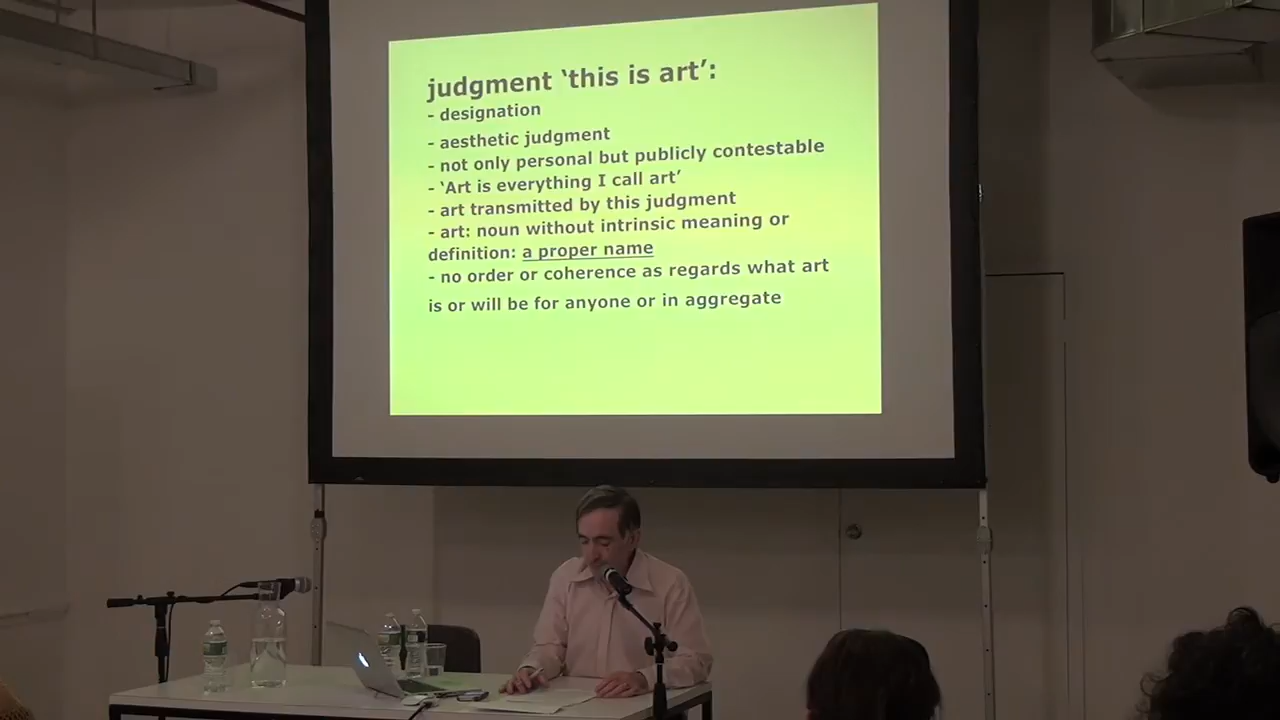 judgment ‘this is art’:
- designation
- aesthetic judgment
- not only personal but publicly contestable
- ‘Art is everything I call art’
- art transmitted by this judgment
- art: noun without intrinsic meaning or
definition: a proper name
- no order or coherence as regards what art
is or will be for anyone or in aggregate